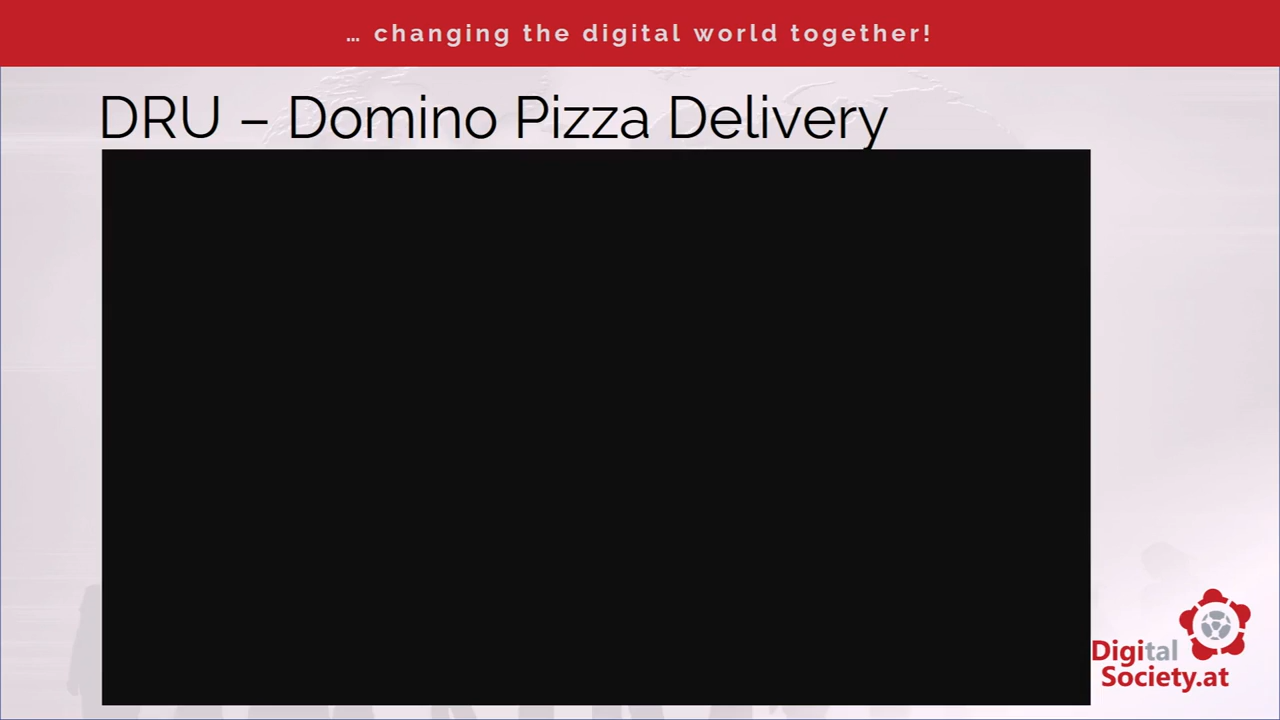 … changing the digital world together!
DRU – Domino Pizza Delivery
Digital
Society.at